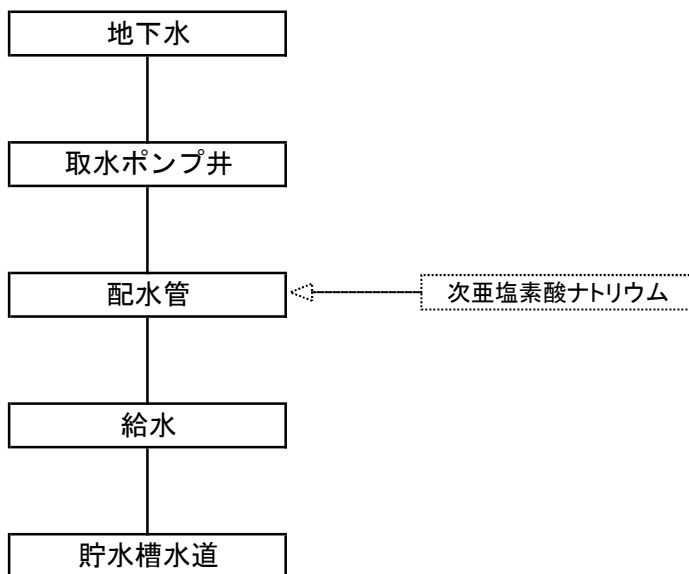 地下水
取水ポンプ井
配水管
次亜塩素酸ナトリウム
給水
貯水槽水道